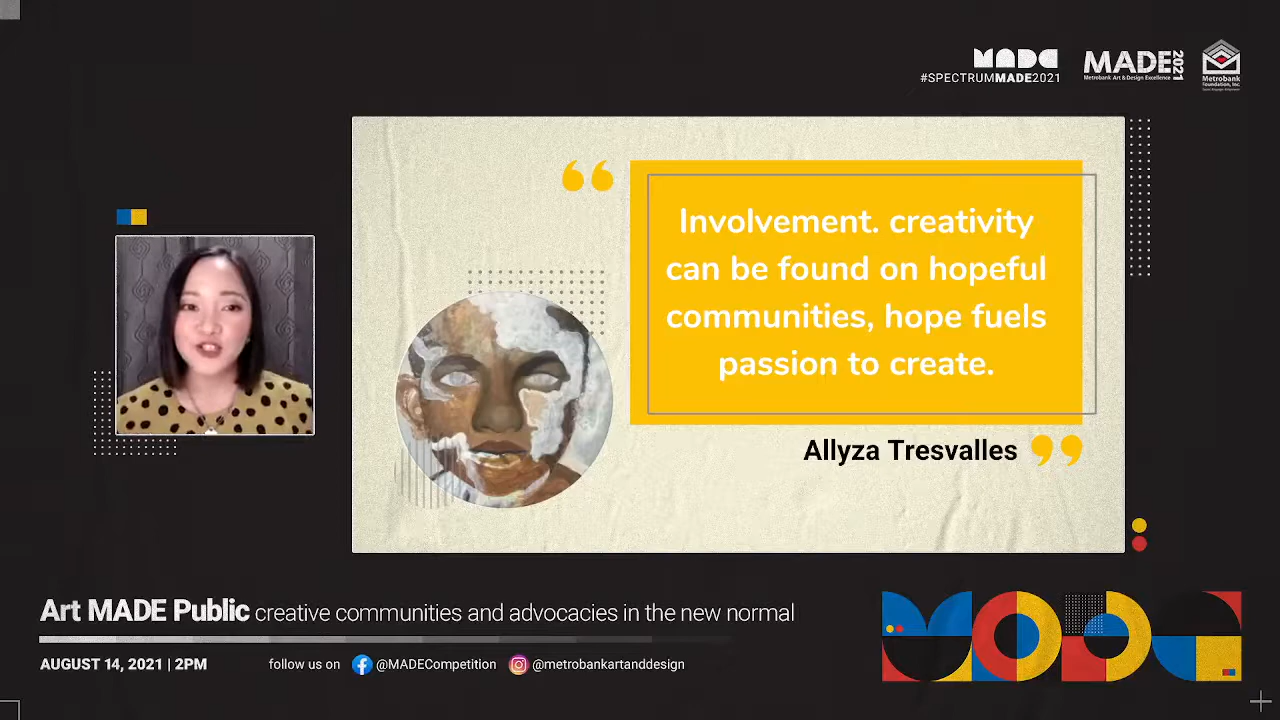 MADE
#SPECTRUMMADE2021
MADE 2021
Metrobank Art & Design Excellence
Metrobank
Foundation, Inc.
Involvement. creativity
can be found on hopeful
communities, hope fuels
passion to create.
Allyza Tresvalles
Art MADE Public creative communities and advocacies in the new normal
AUGUST 14, 2021 | 2PM
follow us on @MADECompetition @metrobankartanddesign